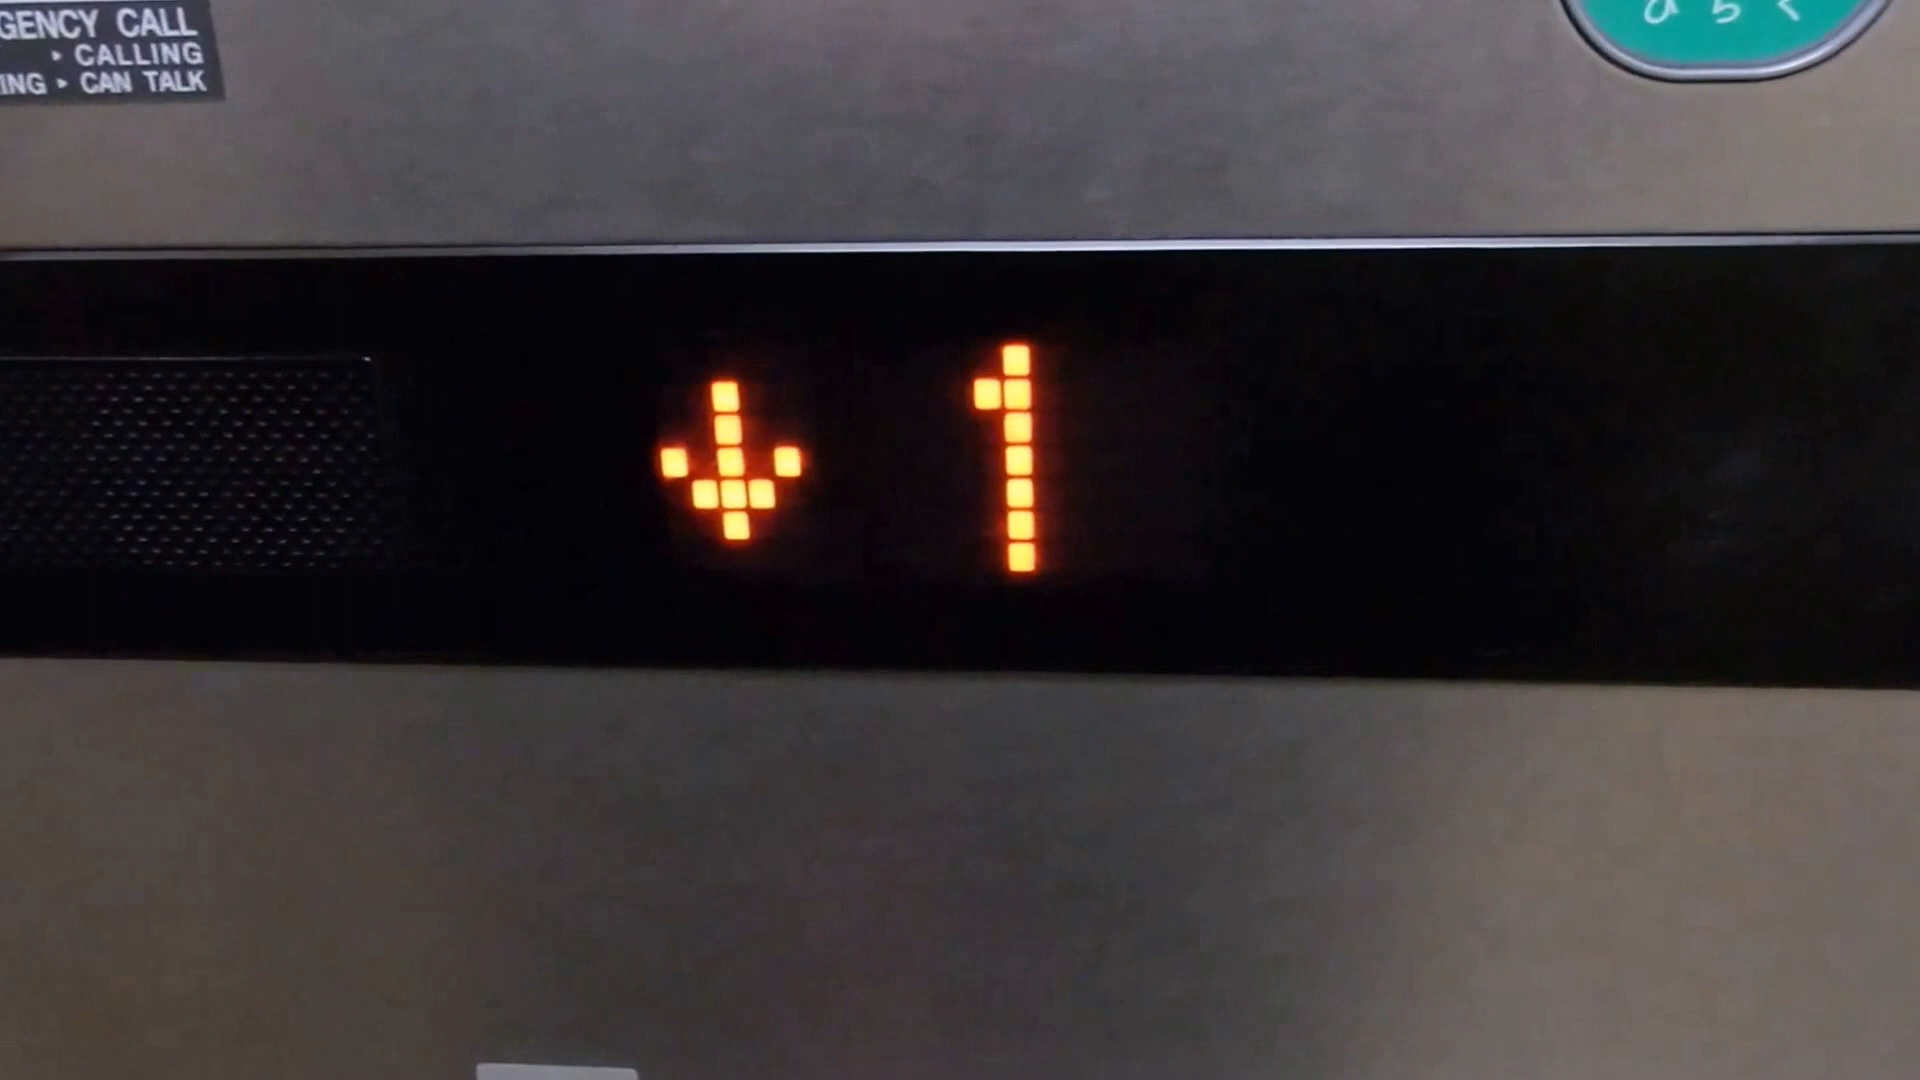 GENCY CALL
▸ CALLING
ING ▸ CAN TALK
↓ 1